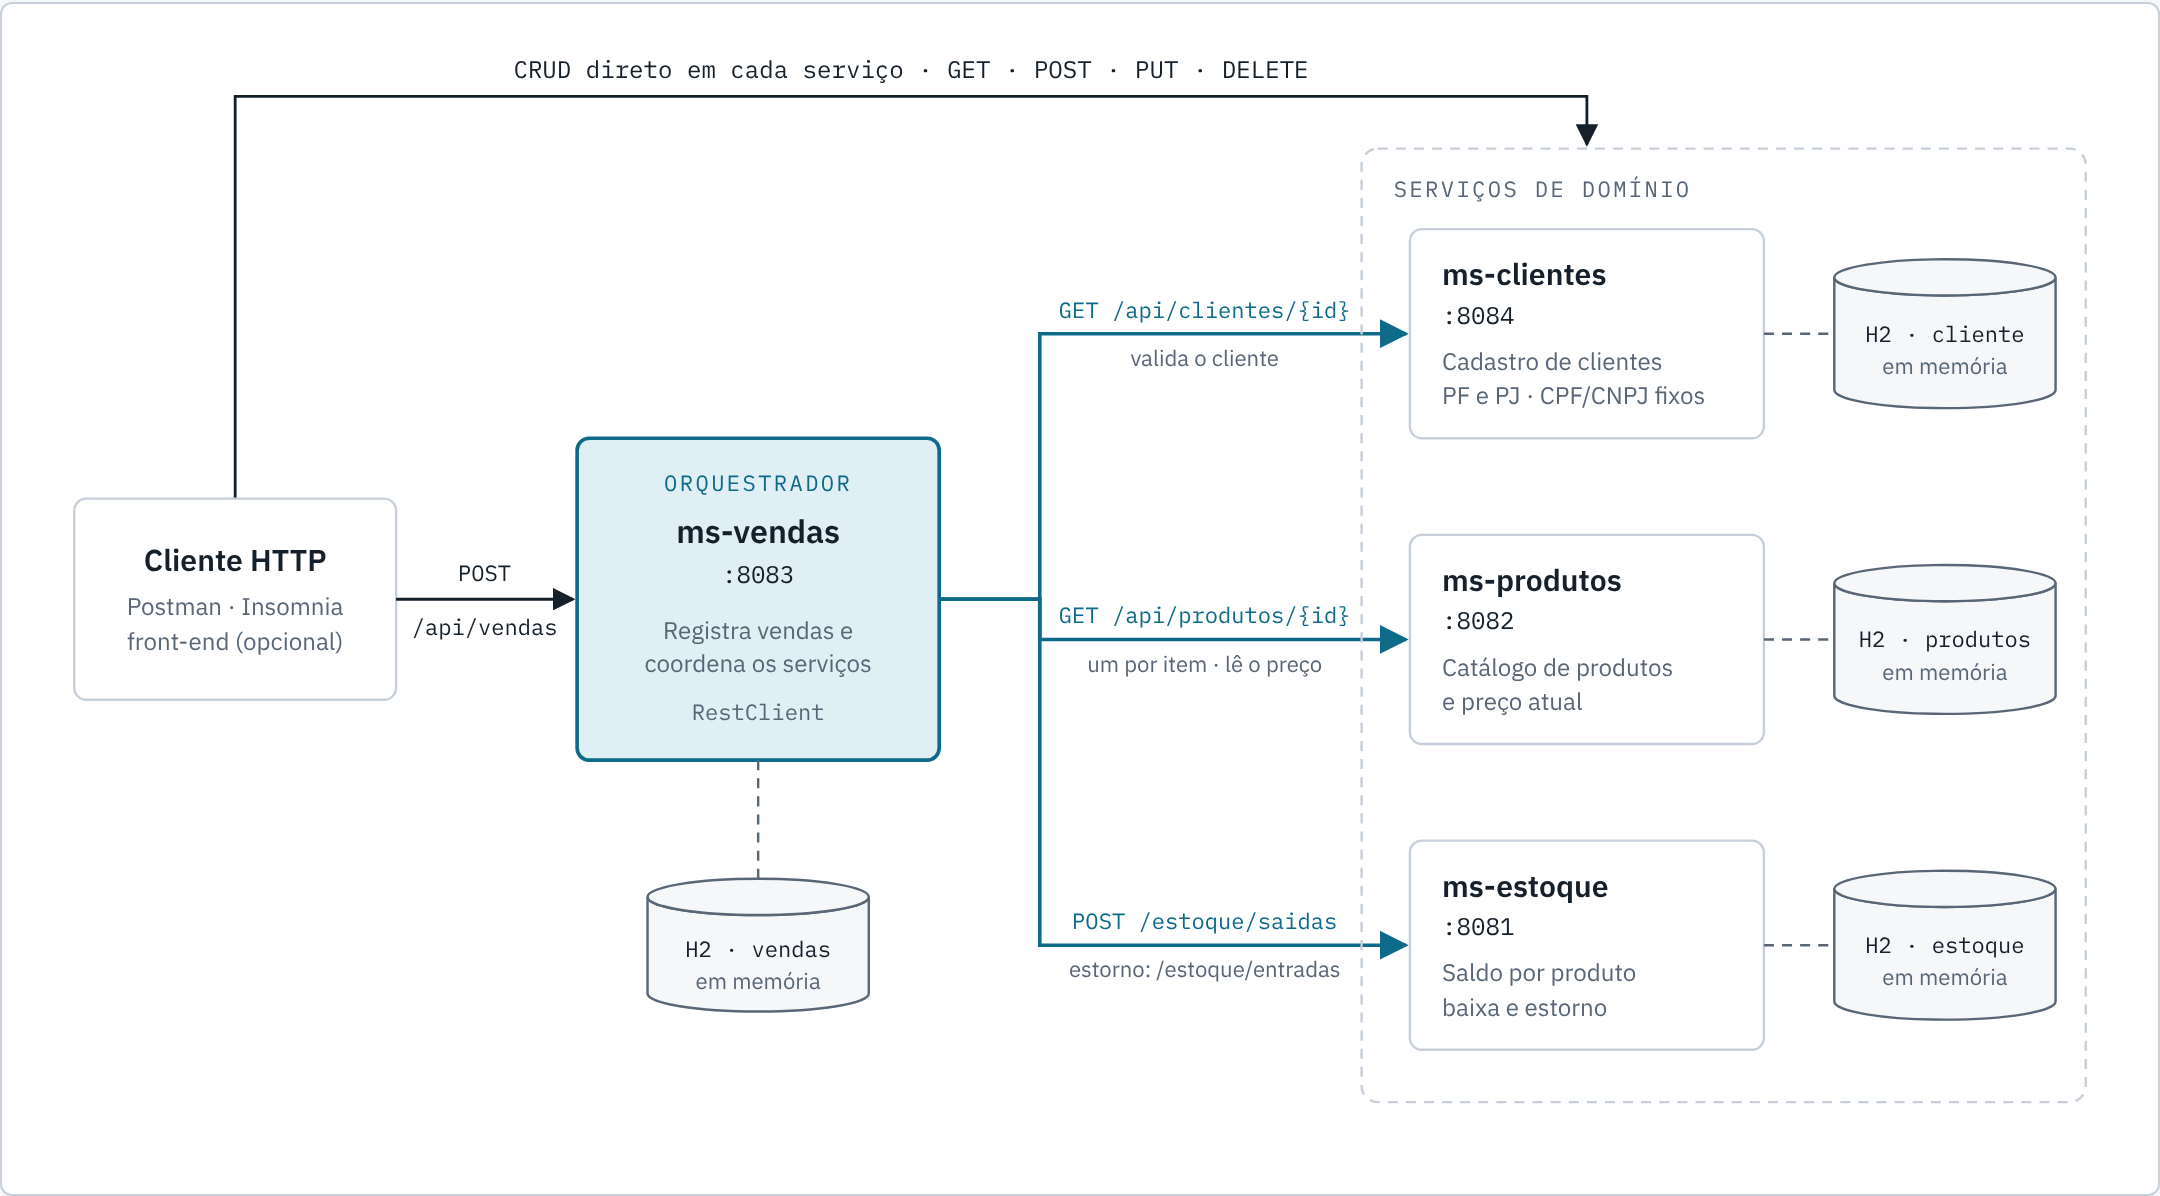 CRUD direto em cada serviço · GET · POST · PUT · DELETE
SERVIÇOS DE DOMÍNIO
ms-clientes
:8084
Cadastro de clientes
PF e PJ · CPF/CNPJ fixos
H2 · cliente
em memória
GET /api/clientes/{id}
valida o cliente
Cliente HTTP
Postman · Insomnia
front-end (opcional)
POST
/api/vendas
ORQUESTRADOR
ms-vendas
:8083
Registra vendas e
coordena os serviços
RestClient
H2 · vendas
em memória
GET /api/produtos/{id}
um por item · lê o preço
ms-produtos
:8082
Catálogo de produtos
e preço atual
H2 · produtos
em memória
POST /estoque/saidas
estorno: /estoque/entradas
ms-estoque
:8081
Saldo por produto
baixa e estorno
H2 · estoque
em memória